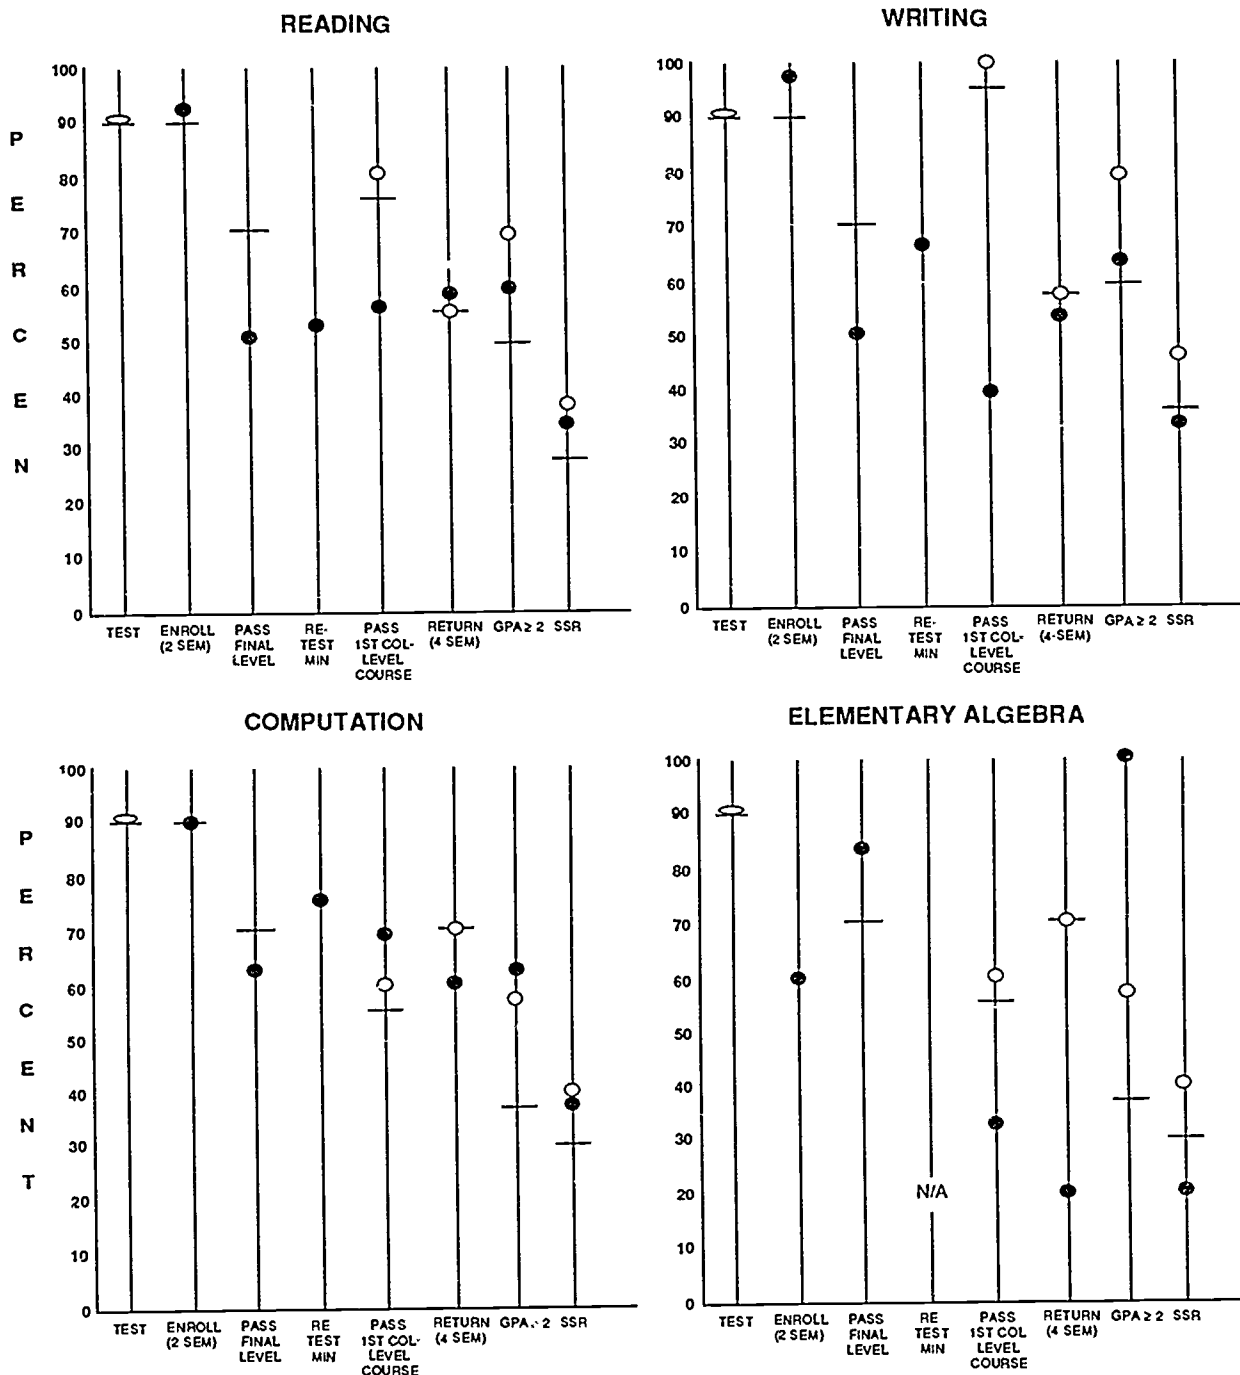 READING
100
90
80
70
60
50
40
30
20
10
0
P
E
R
C
E
N
TEST
ENROLL
(2 SEM)
PASS
FINAL
LEVEL
RE-
TEST
MIN
PASS
1ST COL-
LEVEL
COURSE
RETURN
(4 SEM)
GPA ≥ 2
SSR
WRITING
100
90
80
70
60
50
40
30
20
10
0
TEST
ENROLL
(2 SEM)
PASS
FINAL
LEVEL
RE-
TEST
MIN
PASS
1ST COL-
LEVEL
COURSE
RETURN
(4-SEM)
GPA ≥ 2
SSR
COMPUTATION
100
90
80
70
60
50
40
30
20
10
0
P
E
R
C
E
N
T
TEST
ENROLL
(2 SEM)
PASS
FINAL
LEVEL
RE
TEST
MIN
PASS
1ST COL-
LEVEL
COURSE
RETURN
(4 SEM)
GPA 2
SSR
ELEMENTARY ALGEBRA
100
90
80
70
60
50
40
30
20
10
0
N/A
TEST
ENROLL
(2 SEM)
PASS
FINAL
LEVEL
RE
TEST
MIN
PASS
1ST COL
LEVEL
COURSE
RETURN
(4 SEM)
GPA ≥ 2
SSR